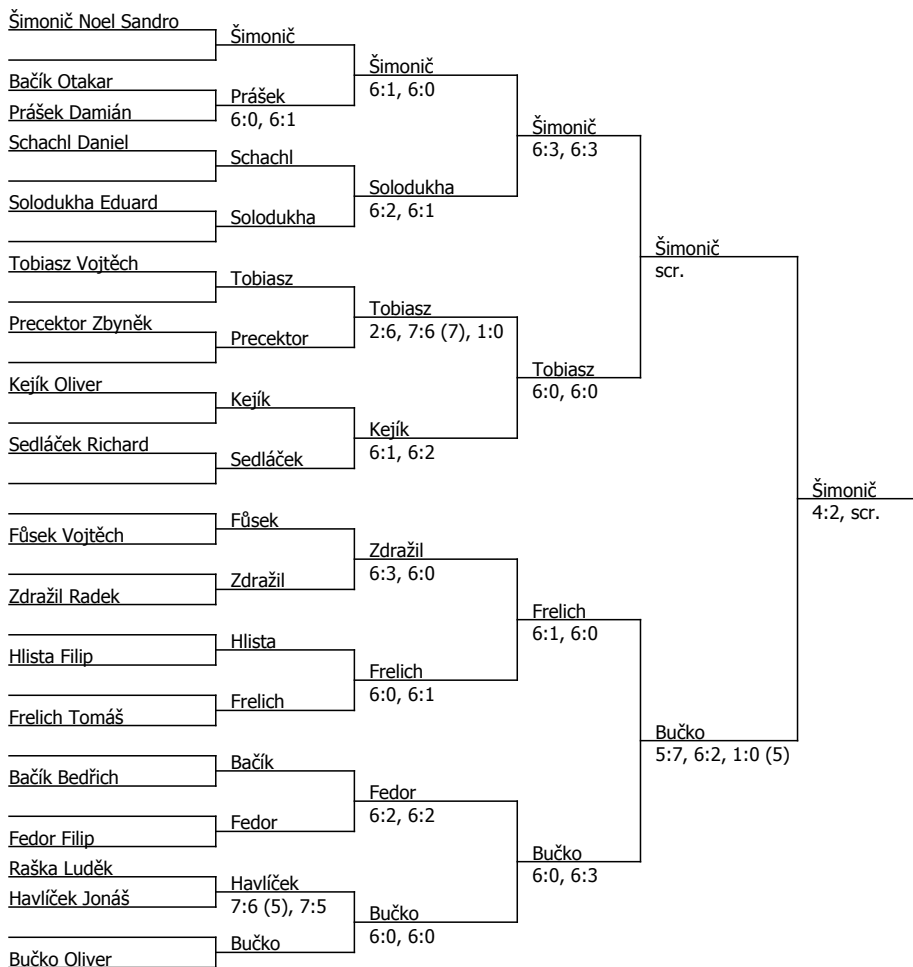 Šimonič Noel Sandro
Bačík Otakar
Prášek Damián
Schachl Daniel
Solodukha Eduard
Tobiasz Vojtěch
Precektor Zbyněk
Kejík Oliver
Sedláček Richard
Fůsek Vojtěch
Zdražil Radek
Hlista Filip
Frelich Tomáš
Bačík Bedřich
Fedor Filip
Raška Luděk
Havlíček Jonáš
Bučko Oliver
Šimonič
Prášek
6:0, 6:1
Schachl
Solodukha
Tobiasz
Precektor
Kejík
Sedláček
Fůsek
Zdražil
Hlista
Frelich
Bačík
Fedor
Havlíček
7:6 (5), 7:5
Bučko
Šimonič
6:1, 6:0
Solodukha
6:2, 6:1
Tobiasz
2:6, 7:6 (7), 1:0
Kejík
6:1, 6:2
Zdražil
6:3, 6:0
Frelich
6:0, 6:1
Fedor
6:2, 6:2
Bučko
6:0, 6:0
Šimonič
6:3, 6:3
Tobiasz
6:0, 6:0
Frelich
6:1, 6:0
Bučko
6:0, 6:3
Šimonič
scr.
Bučko
5:7, 6:2, 1:0 (5)
Šimonič
4:2, scr.